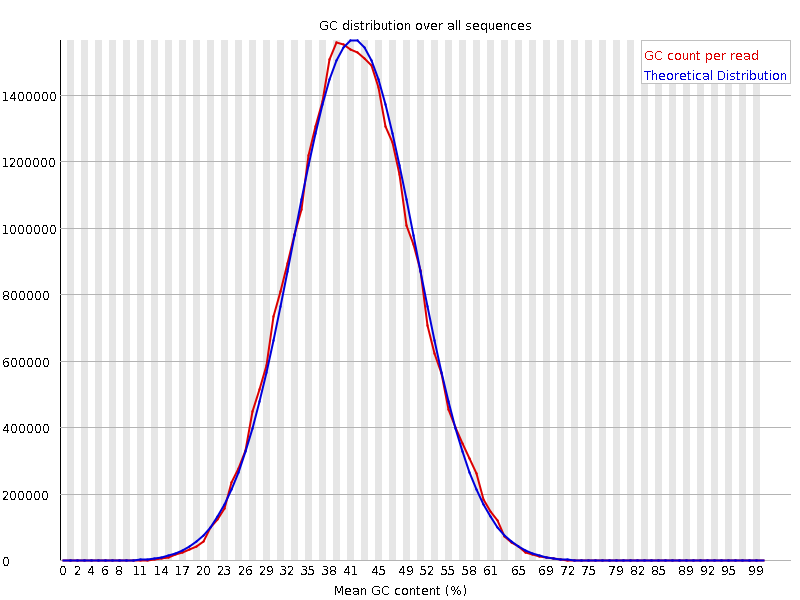 GC distribution over all sequences
GC count per read
Theoretical Distribution
1400000
1200000
1000000
800000
600000
400000
200000
0
0 2 4 6 8 11 14 17 20 23 26 29 32 35 38 41 45 49 52 55 58 61 65 69 72 75 79 82 85 89 92 95 99
Mean GC content (%)